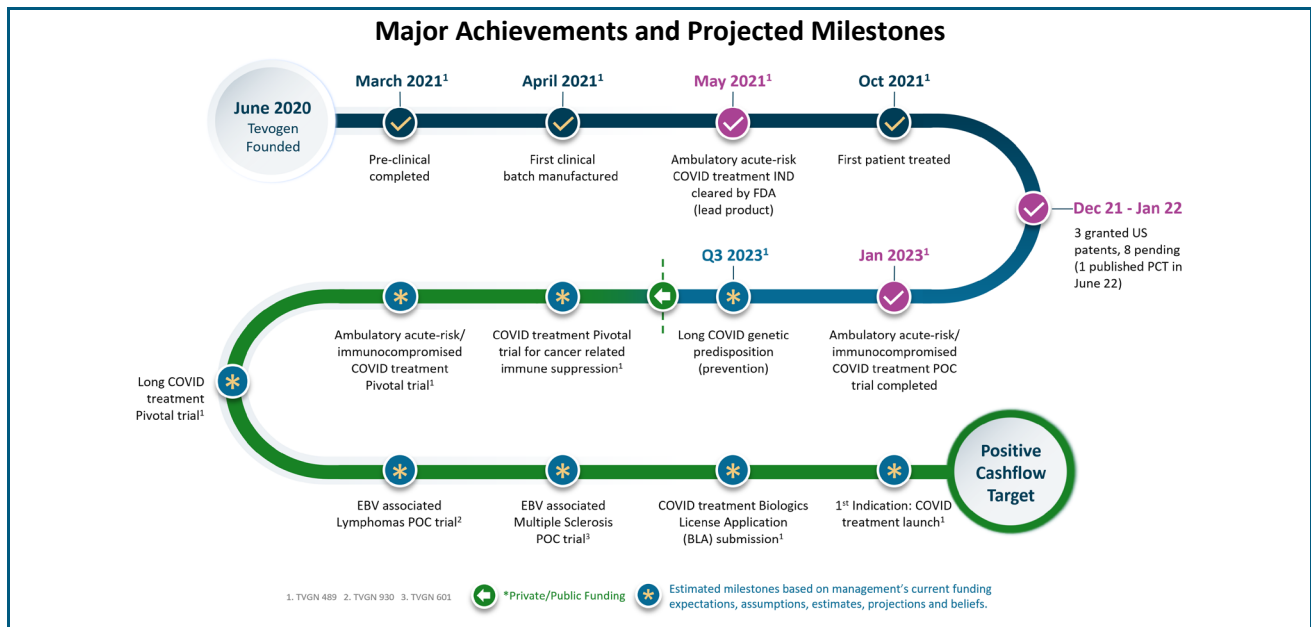 Major Achievements and Projected Milestones
June 2020
Tevogen
Founded
March 2021¹
Pre-clinical
completed
April 2021¹
First clinical
batch manufactured
May 2021¹
Ambulatory acute-risk
COVID treatment IND
cleared by FDA
(lead product)
Oct 2021¹
First patient treated
Dec 21 - Jan 22
3 granted US
patents, 8 pending
(1 published PCT in
June 22)
Jan 2023¹
Ambulatory acute-risk/
immunocompromised
COVID treatment POC
trial completed
Q3 2023¹
Long COVID genetic
predisposition
(prevention)
COVID treatment Pivotal
trial for cancer related
immune suppression¹
Ambulatory acute-risk/
immunocompromised
COVID treatment
Pivotal trial¹
Long COVID
treatment
Pivotal trial¹
EBV associated
Lymphomas POC trial²
EBV associated
Multiple Sclerosis
POC trial³
COVID treatment Biologics
License Application
(BLA) submission¹
1st Indication: COVID
treatment launch¹
Positive
Cashflow
Target
1. TVGN 489 2. TVGN 930 3. TVGN 601
*Private/Public Funding
* Estimated milestones based on management's current funding
expectations, assumptions, estimates, projections and beliefs.